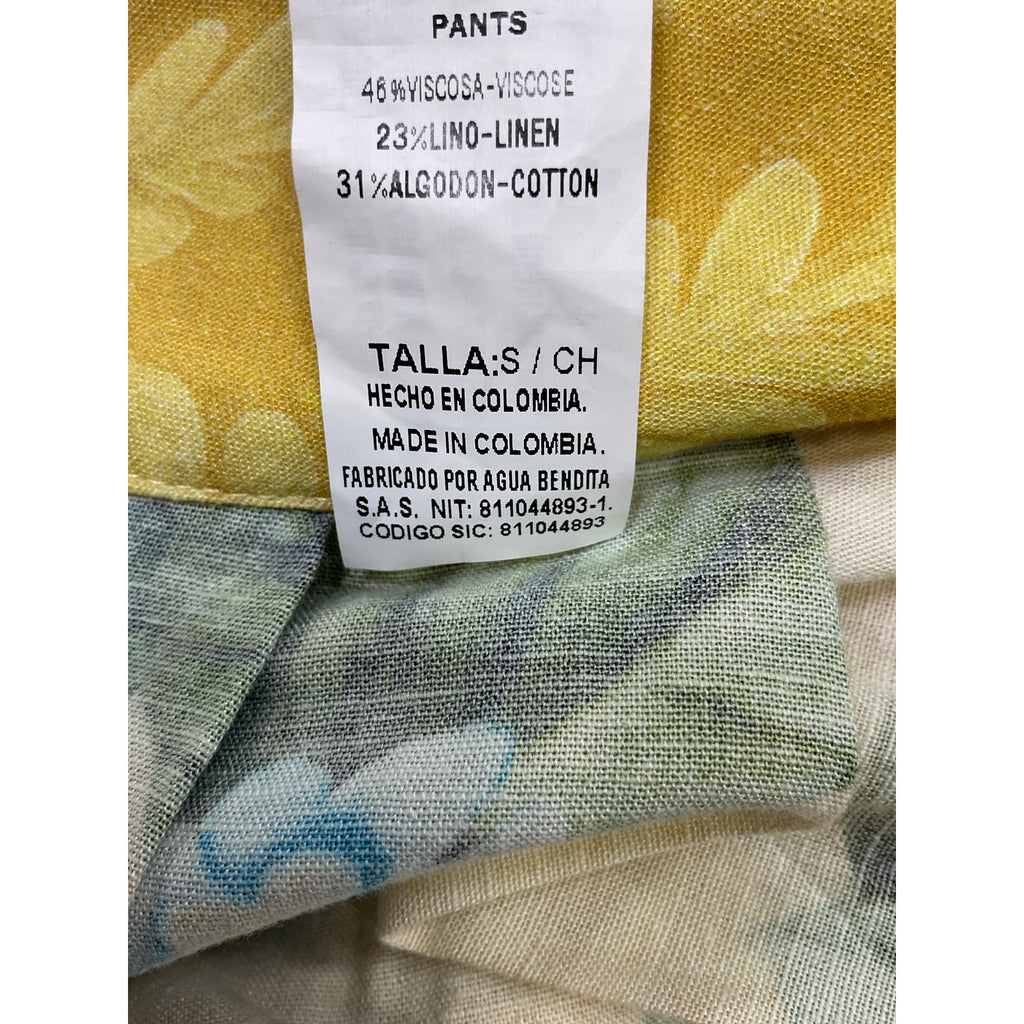 PANTS
46%VISCOSA-VISCOSE
23%LINO-LINEN
31%ALGODON-COTTON
TALLA:S / CH
HECHO EN COLOMBIA.
MADE IN COLOMBIA.
FABRICADO POR AGUA BENDITA
S.A.S. NIT: 811044893-1.
CODIGO SIC: 811044893